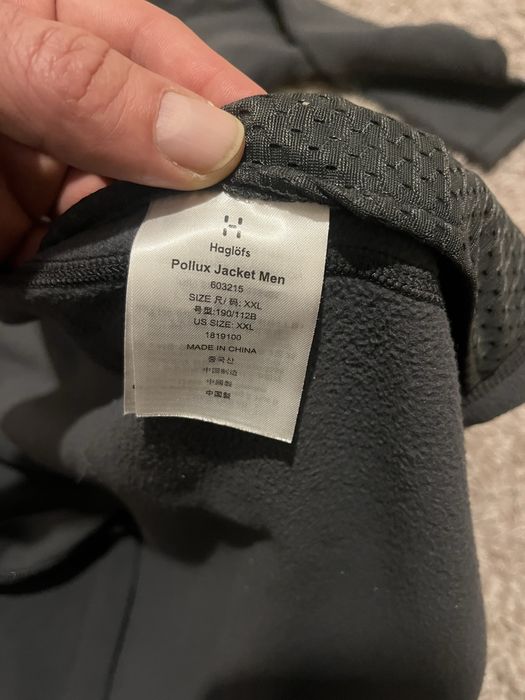 Haglöfs
Pollux Jacket Men
603215
SIZE 尺/ 码: XXL
号型:190/112B
US SIZE: XXL
1819100
MADE IN CHINA
중국산
中国制造
中國製
中国製